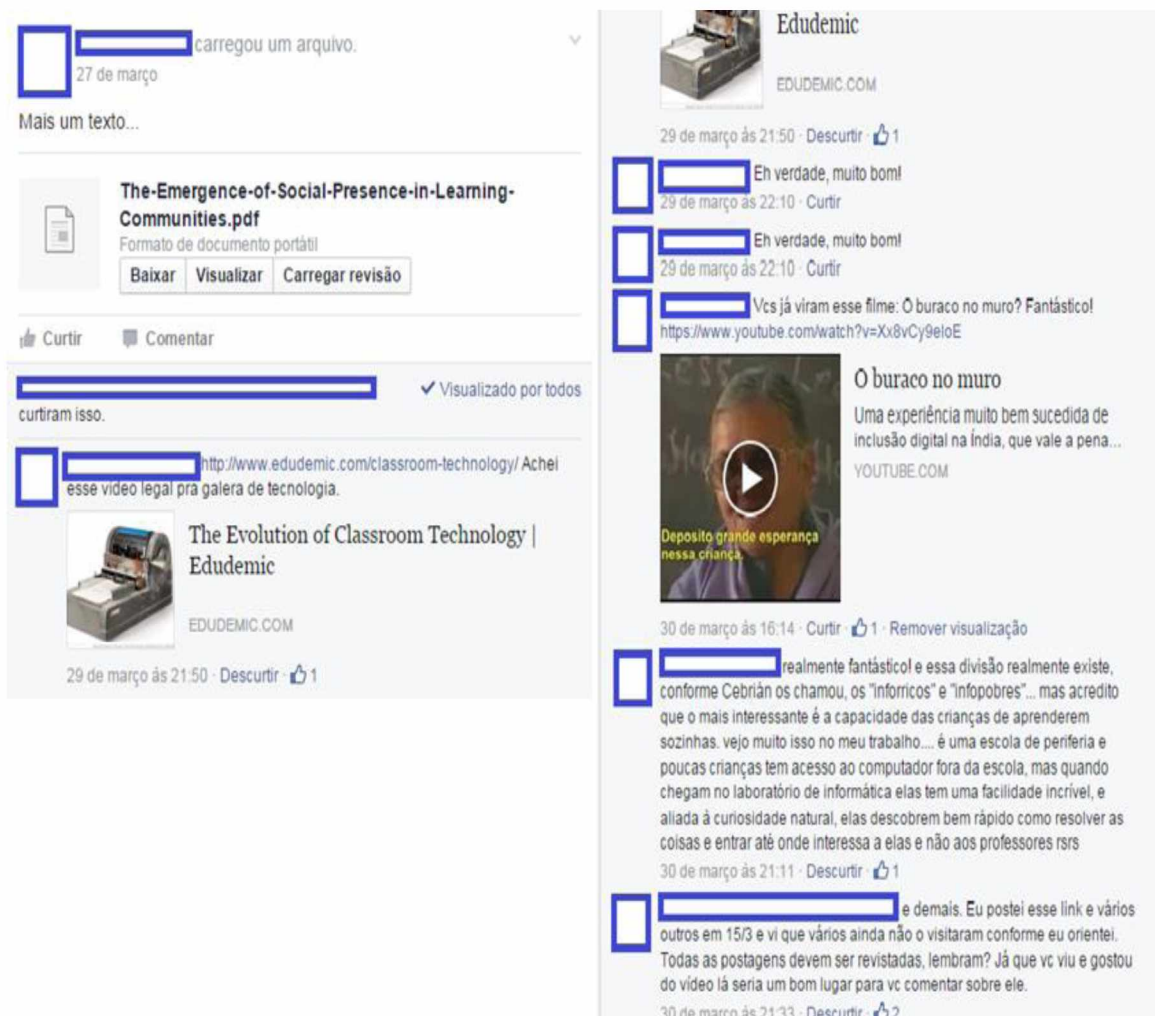 carregou um arquivo.
27 de março
Mais um texto...
The-Emergence-of-Social-Presence-in-Learning-
Communities.pdf
Formato de documento portátil
Baixar Visualizar Carregar revisão
Curtir Comentar
Visualizado por todos
curtiram isso.
http://www.edudemic.com/classroom-technology/ Achei
esse vídeo legal pra galera de tecnologia.
The Evolution of Classroom Technology |
Edudemic
EDUDEMIC.COM
29 de março às 21:50 · Descurtir · 1
Edudemic
EDUDEMIC.COM
29 de março às 21:50 · Descurtir · 1
Eh verdade, muito bom!
29 de março às 22:10 · Curtir
Eh verdade, muito bom!
29 de março às 22:10 · Curtir
Vcs já viram esse filme: O buraco no muro? Fantástico!
https://www.youtube.com/watch?v=Xx8vCy9eloE
O buraco no muro
Uma experiência muito bem sucedida de
inclusão digital na Índia, que vale a pena...
YOUTUBE.COM
Deposito grande esperança
nessa criança.
30 de março às 16:14 · Curtir · 1 · Remover visualização
realmente fantástico! e essa divisão realmente existe,
conforme Cebrián os chamou, os "inforricos" e "infopobres"... mas acredito
que o mais interessante é a capacidade das crianças de aprenderem
sozinhas. vejo muito isso no meu trabalho.... é uma escola de periferia e
poucas crianças tem acesso ao computador fora da escola, mas quando
chegam no laboratório de informática elas tem uma facilidade incrível, e
aliada à curiosidade natural, elas descobrem bem rápido como resolver as
coisas e entrar até onde interessa a elas e não aos professores rsrs
30 de março às 21:11 · Descurtir · 1
e demais. Eu postei esse link e vários
outros em 15/3 e vi que vários ainda não o visitaram conforme eu orientei.
Todas as postagens devem ser revistadas, lembram? Já que vc viu e gostou
do vídeo lá seria um bom lugar para vc comentar sobre ele.
30 de março às 21:33 · Descurtir · 2